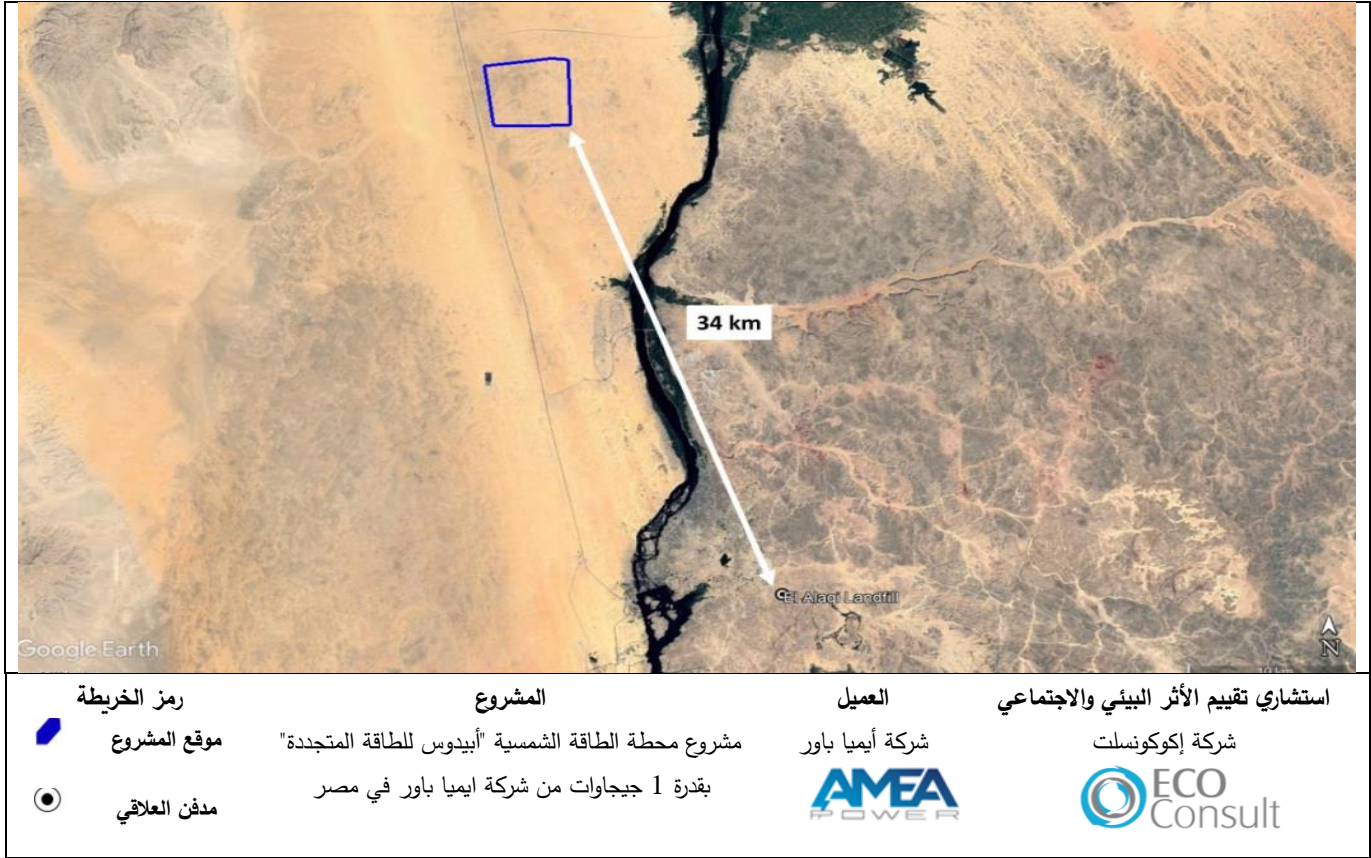 34 km
El Alaqi Landfill
Google Earth
N
10 km
استشاري تقييم الأثر البيئي والاجتماعي
شركة إكوكونسلت
ECO
Consult
العميل
شركة أيميا باور
AMEA
POWER
المشروع
مشروع محطة الطاقة الشمسية "أبيدوس للطاقة المتجددة"
بقدرة 1 جيجاوات من شركة ايميا باور في مصر
رمز الخريطة
موقع المشروع
مدفن العلاقي